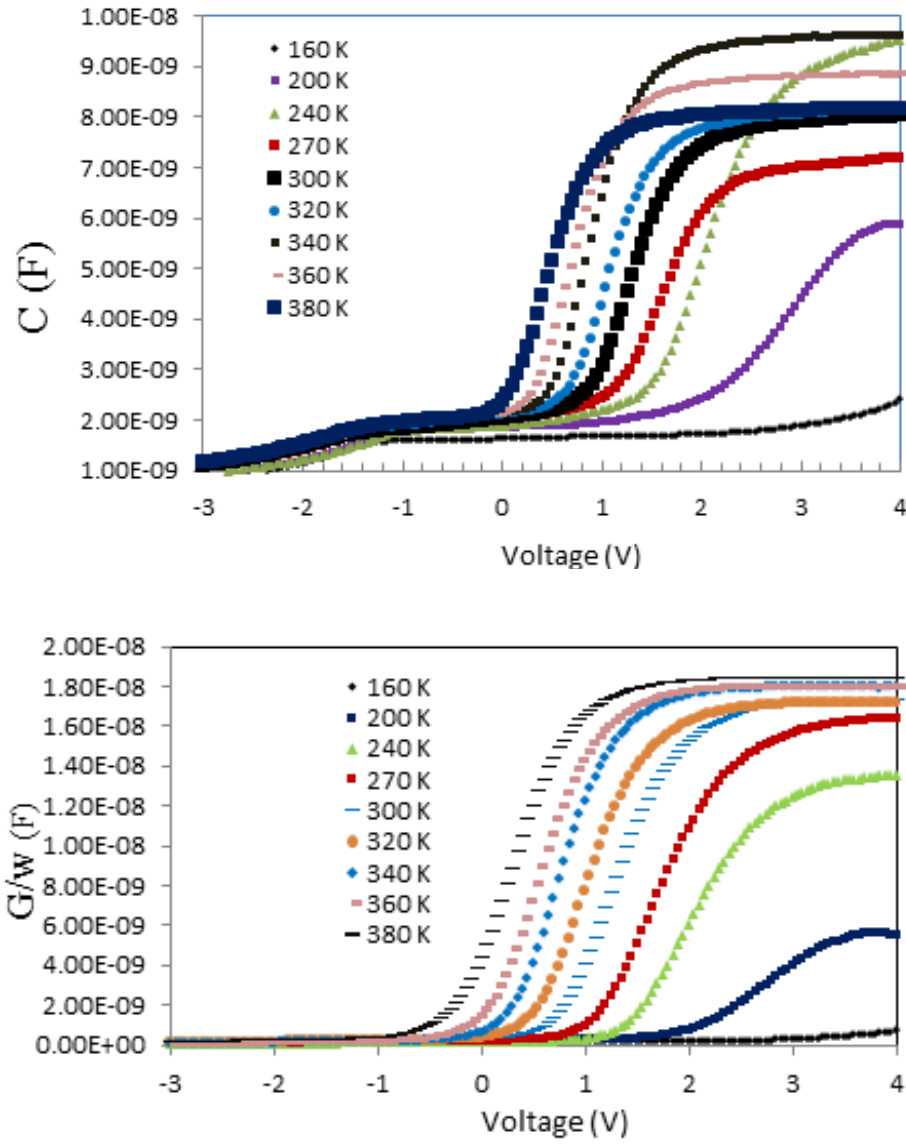 1.00E-08
9.00E-09
8.00E-09
7.00E-09
6.00E-09
5.00E-09
4.00E-09
3.00E-09
2.00E-09
1.00E-09
C (F)
160 K
200 K
240 K
270 K
300 K
320 K
340 K
360 K
380 K
-3 -2 -1 0 1 2 3 4
Voltage (V)
2.00E-08
1.80E-08
1.60E-08
1.40E-08
1.20E-08
1.00E-08
8.00E-09
6.00E-09
4.00E-09
2.00E-09
0.00E+00
G/w (F)
160 K
200 K
240 K
270 K
300 K
320 K
340 K
360 K
380 K
-3 -2 -1 0 1 2 3 4
Voltage (V)